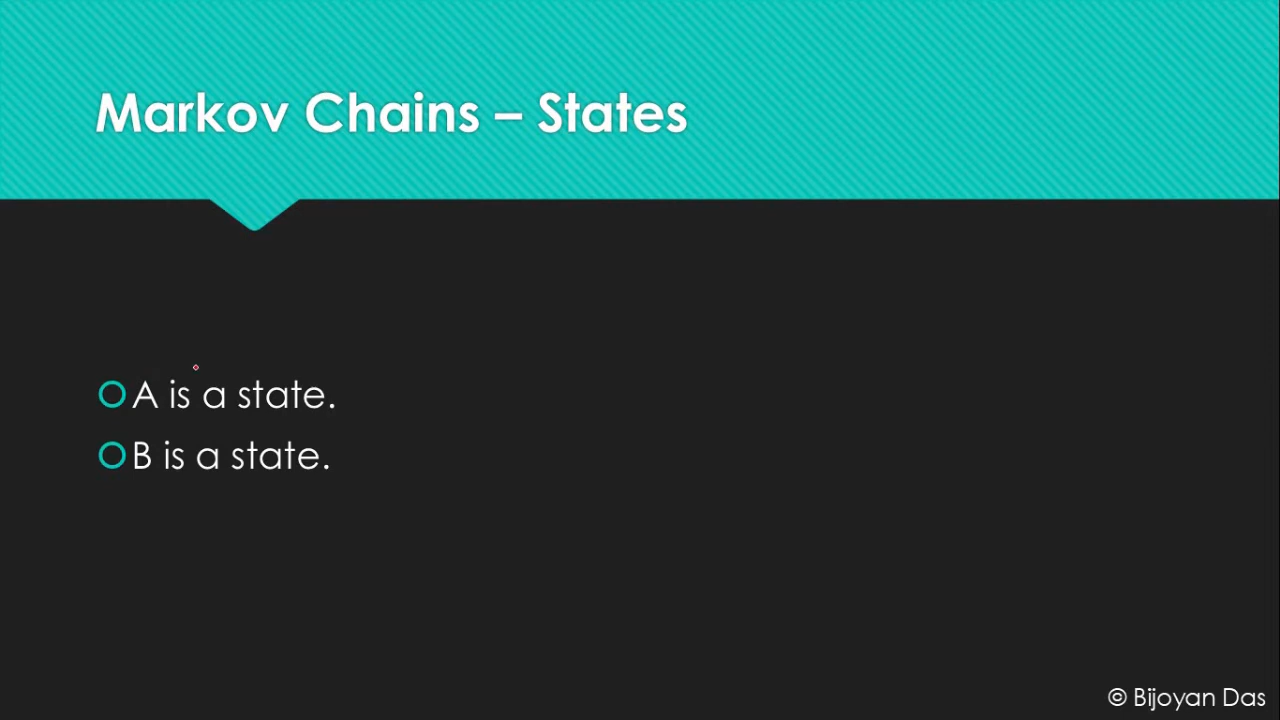 Markov Chains – States
A is a state.
B is a state.
© Bijoyan Das